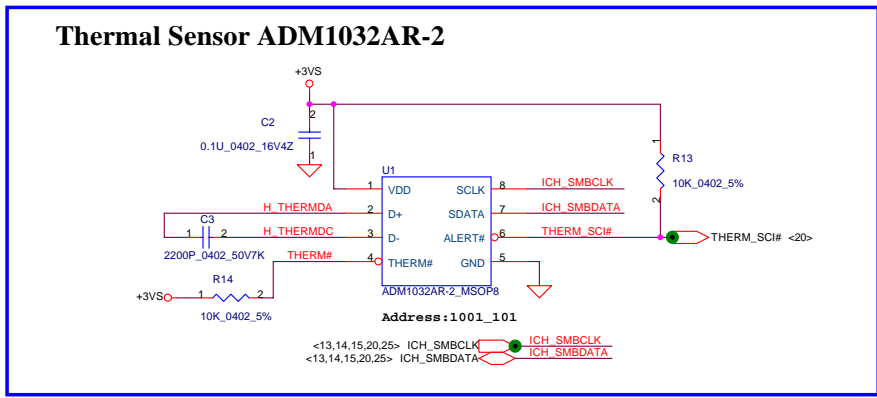 Thermal Sensor ADM1032AR-2
+3VS
2
C2
0.1U_0402_16V4Z
1
1
R13
10K_0402_5%
2
U1
1 VDD SCLK 8 ICH_SMBCLK
H_THERMDA 2 D+ SDATA 7 ICH_SMBDATA
C3
1 2 H_THERMDC 3 D- ALERT# 6 THERM_SCI# THERM_SCI# <20>
2200P_0402_50V7K
THERM# 4 THERM# GND 5
R14
+3VS 1 2
10K_0402_5%
ADM1032AR-2_MSOP8
Address:1001_101
<13,14,15,20,25> ICH_SMBCLK ICH_SMBCLK
<13,14,15,20,25> ICH_SMBDATA ICH_SMBDATA